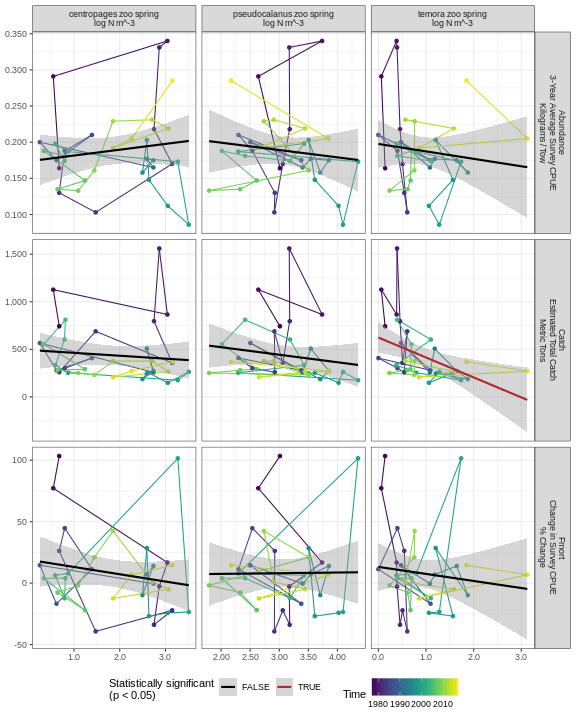 centropages zoo spring
log N m^-3
pseudocalanus zoo spring
log N m^-3
temora zoo spring
log N m^-3
0.350
0.300
0.250
0.200
0.150
0.100
Abundance
3-Year Average Survey CPUE
Kilograms / Tow
1,500
1,000
500
0
Catch
Estimated Total Catch
Metric Tons
100
50
0
-50
Fmort
Change in Survey CPUE
% Change
1.0
2.0
3.0
2.00
2.50
3.00
3.50
4.00
0.0
1.0
2.0
3.1
Statistically significant
(p < 0.05)
FALSE
TRUE
Time
1980 1990 2000 2010